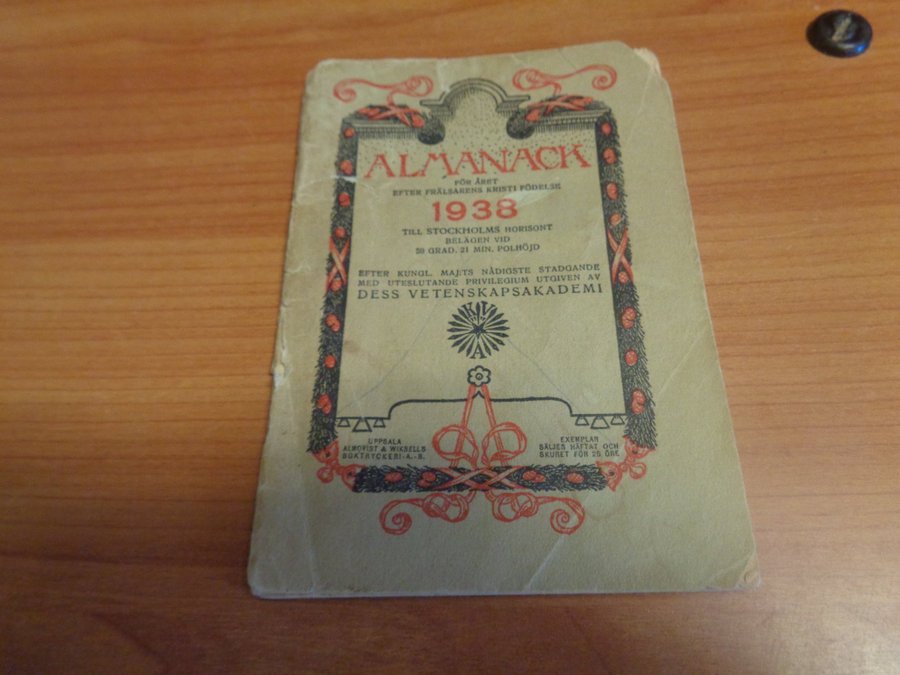 ALMANACK
FÖR ÅRET
EFTER FRÄLSARENS KRISTI FÖDELSE
1938
TILL STOCKHOLMS HORISONT
BELÄGEN VID
59 GRAD. 21 MIN. POLHÖJD
EFTER KUNGL. MAJ:TS NÅDIGSTE STADGANDE
MED UTESLUTANDE PRIVILEGIUM UTGIVEN AV
DESS VETENSKAPSAKADEMI
UPPSALA
ALMQVIST & WIKSELLS
BOKTRYCKERI-A.-B.
EXEMPLAR
SÄLJES HÄFTAT OCH
SKURET FÖR 25 ÖRE